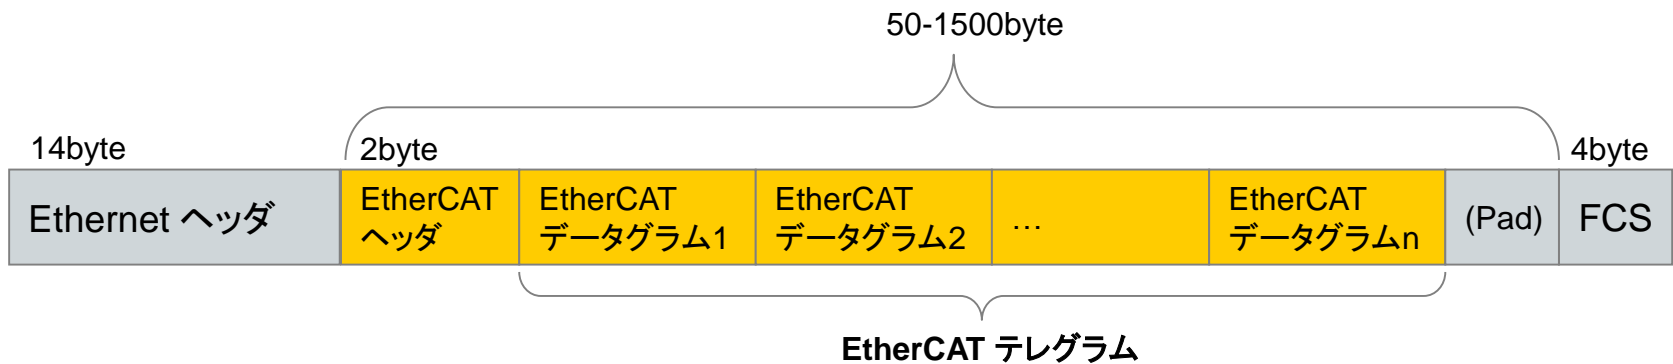 50-1500byte
14byte
2byte
4byte
Ethernet ヘッダ
EtherCAT
ヘッダ
EtherCAT
データグラム1
EtherCAT
データグラム2
…
EtherCAT
データグラムn
(Pad)
FCS
EtherCAT テレグラム